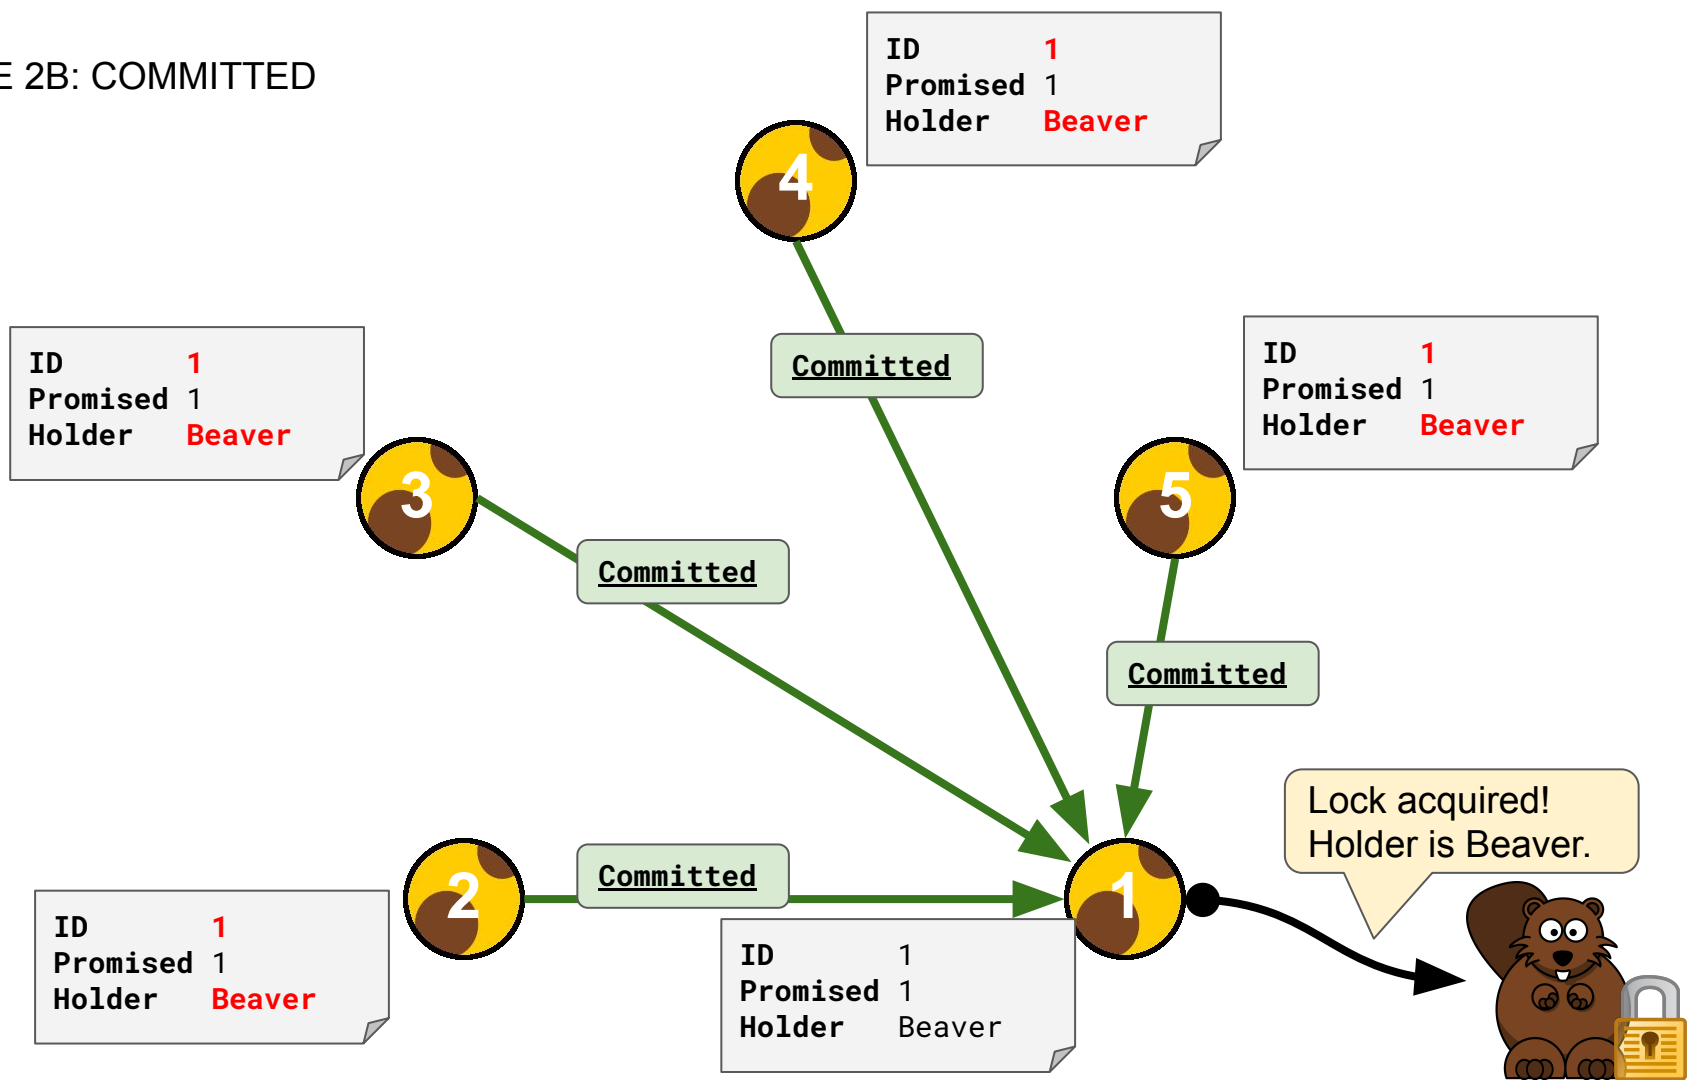 E 2B: COMMITTED
ID 1
Promised 1
Holder Beaver
4
Committed
ID 1
Promised 1
Holder Beaver
3
Committed
ID 1
Promised 1
Holder Beaver
5
Committed
Lock acquired!
Holder is Beaver.
2
Committed
1
ID 1
Promised 1
Holder Beaver
ID 1
Promised 1
Holder Beaver